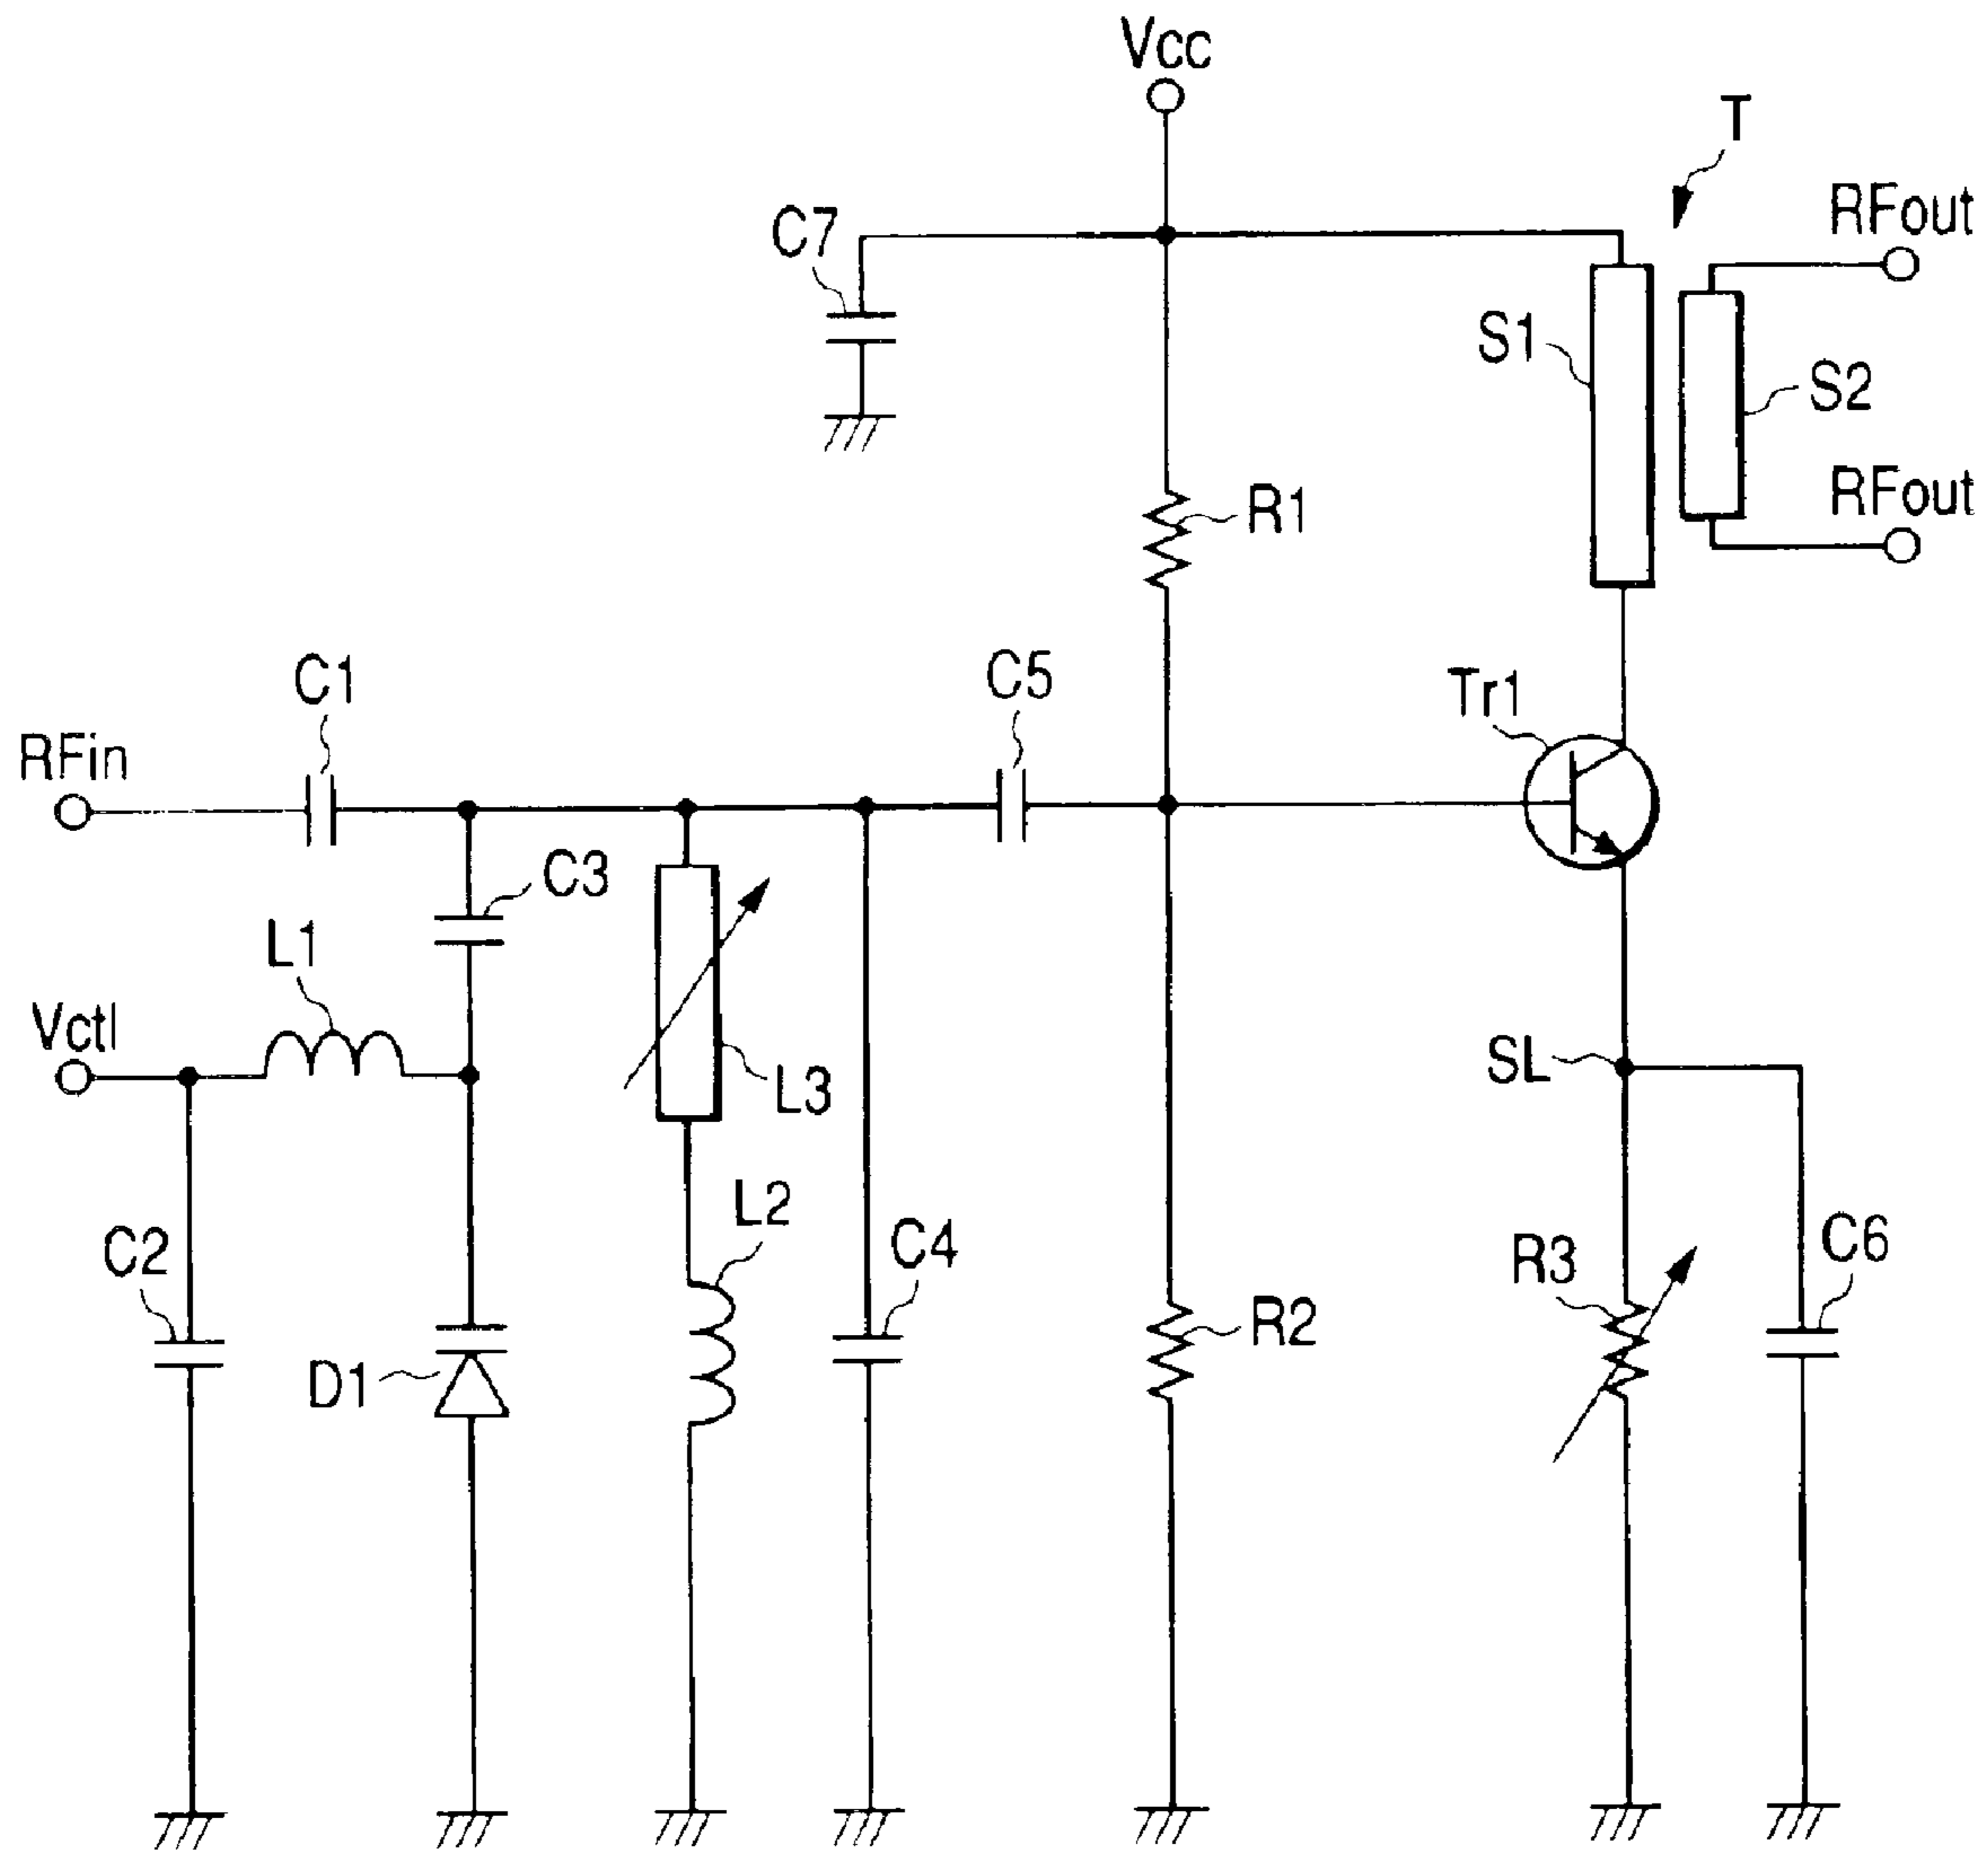 Vcc
T
RFout
C7
S1
S2
RFout
R1
C1
C5
Tr1
RFin
C3
L1
Vctl
SL
L3
L2
C2
C4
R3
C6
R2
D1